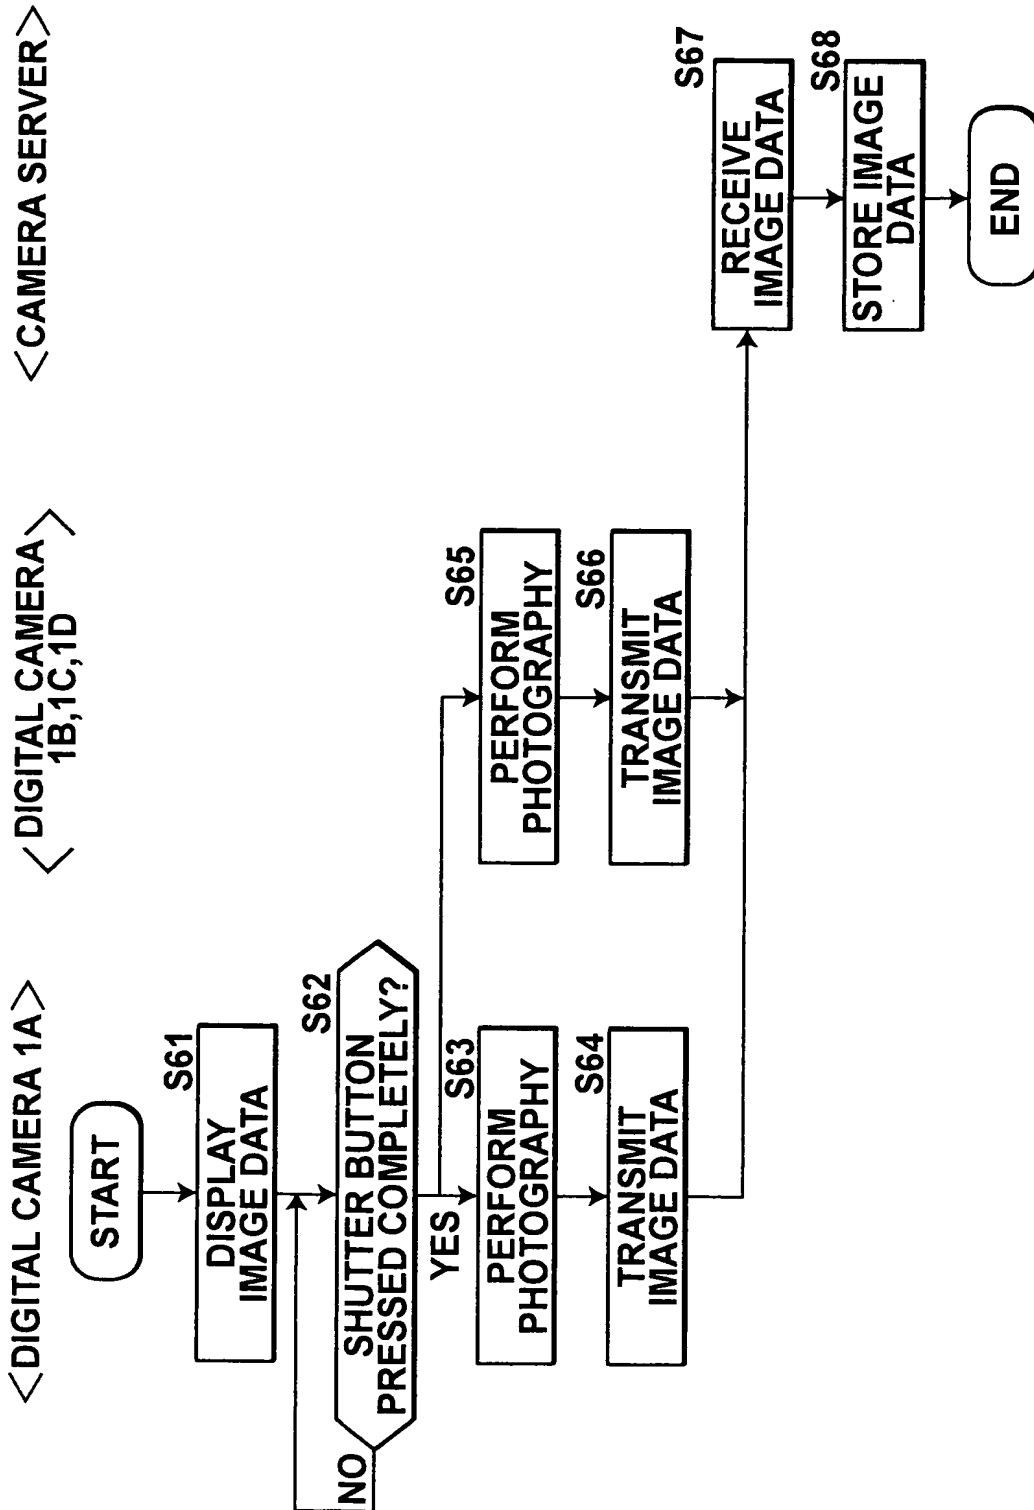 <DIGITAL CAMERA 1A>
<DIGITAL CAMERA
1B,1C,1D>
<CAMERA SERVER>
START
S61
DISPLAY
IMAGE DATA
S62
SHUTTER BUTTON
PRESSED COMPLETELY?
NO
YES
S63
PERFORM
PHOTOGRAPHY
S64
TRANSMIT
IMAGE DATA
S65
PERFORM
PHOTOGRAPHY
S66
TRANSMIT
IMAGE DATA
S67
RECEIVE
IMAGE DATA
S68
STORE IMAGE
DATA
END